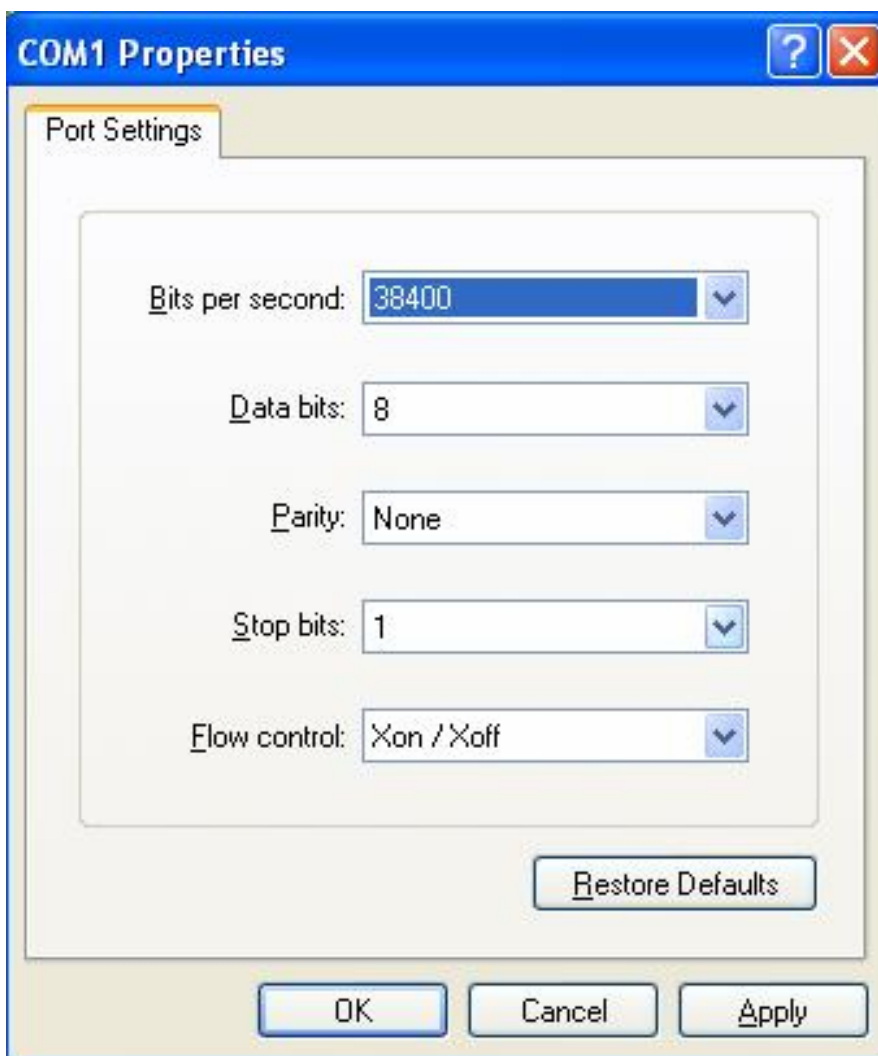 COM1 Properties
Port Settings
Bits per second: 38400
Data bits: 8
Parity: None
Stop bits: 1
Flow control: Xon / Xoff
Restore Defaults
OK Cancel Apply